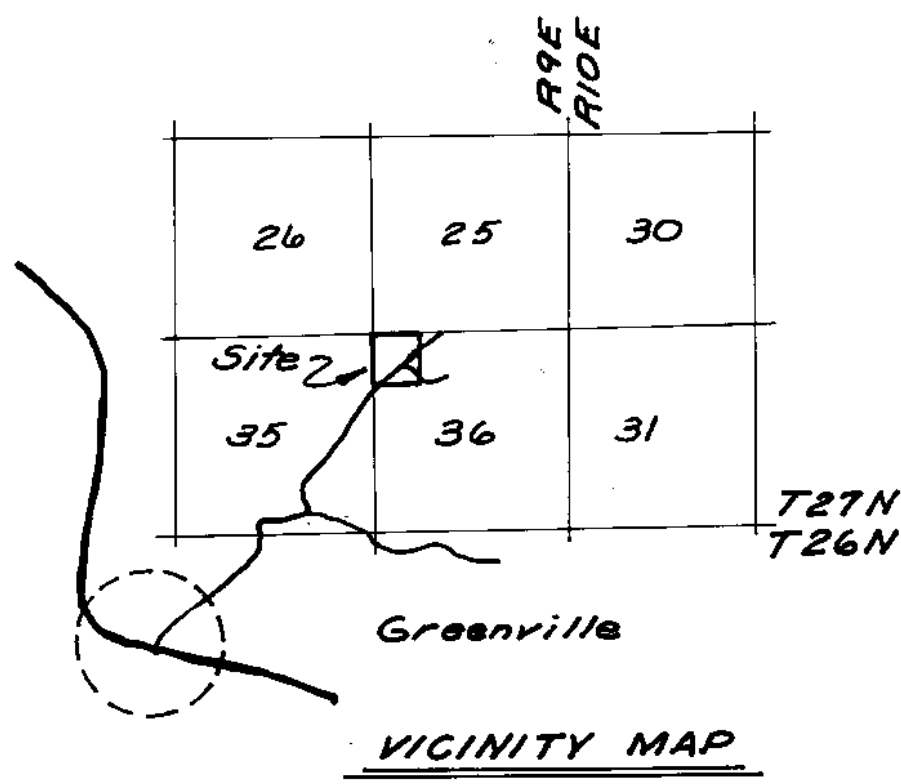 R9E
R10E
26
25
30
Site
35
36
31
T27N
T26N
Greenville
VICINITY MAP